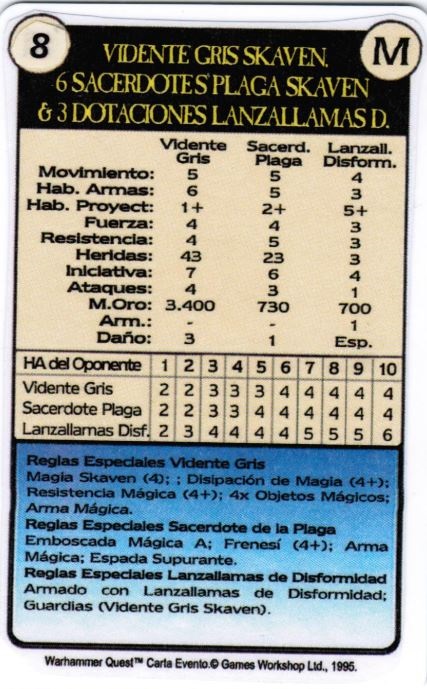 8
M
VIDENTE GRIS SKAVEN,
6 SACERDOTES PLAGA SKAVEN
& 3 DOTACIONES LANZALLAMAS D.
Vidente Gris Sacerd. Plaga Lanzall. Disform.
Movimiento: 5 5 4
Hab. Armas: 6 5 3
Hab. Proyect: 1+ 2+ 5+
Fuerza: 4 4 3
Resistencia: 4 5 3
Heridas: 43 23 3
Iniciativa: 7 6 4
Ataques: 4 3 1
M.Oro: 3.400 730 700
Arm.: - - 1
Daño: 3 1 Esp.
HA del Oponente 1 2 3 4 5 6 7 8 9 10
Vidente Gris 2 2 3 3 3 4 4 4 4 4
Sacerdote Plaga 2 2 3 3 4 4 4 4 4 4
Lanzallamas Disf. 2 3 4 4 4 4 5 5 5 6
Reglas Especiales Vidente Gris
Magia Skaven (4); ; Disipación de Magia (4+);
Resistencia Mágica (4+); 4x Objetos Mágicos;
Arma Mágica.
Reglas Especiales Sacerdote de la Plaga
Emboscada Mágica A; Frenesí (4+); Arma
Mágica; Espada Supurante.
Reglas Especiales Lanzallamas de Disformidad
Armado con Lanzallamas de Disformidad;
Guardias (Vidente Gris Skaven).
Warhammer Quest™ Carta Evento.© Games Workshop Ltd., 1995.